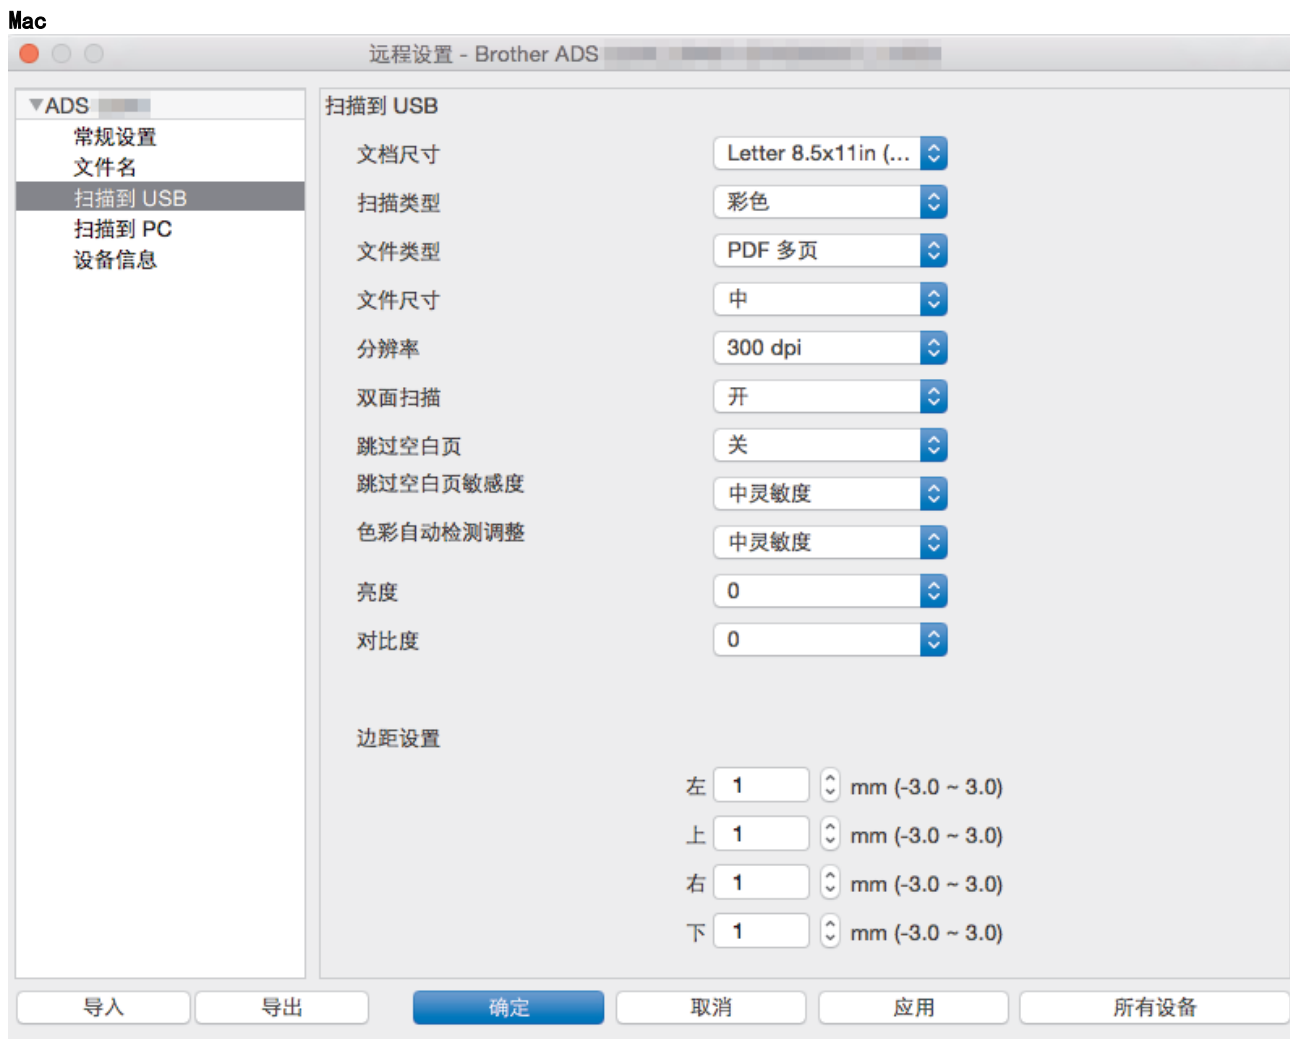 Mac
远程设置 - Brother ADS
ADS
常规设置
文件名
扫描到 USB
扫描到 PC
设备信息
扫描到 USB
文档尺寸 Letter 8.5x11in (...
扫描类型 彩色
文件类型 PDF 多页
文件尺寸 中
分辨率 300 dpi
双面扫描 开
跳过空白页 关
跳过空白页敏感度 中灵敏度
色彩自动检测调整 中灵敏度
亮度 0
对比度 0
边距设置
左 1 mm (-3.0 ~ 3.0)
上 1 mm (-3.0 ~ 3.0)
右 1 mm (-3.0 ~ 3.0)
下 1 mm (-3.0 ~ 3.0)
导入 导出 确定 取消 应用 所有设备